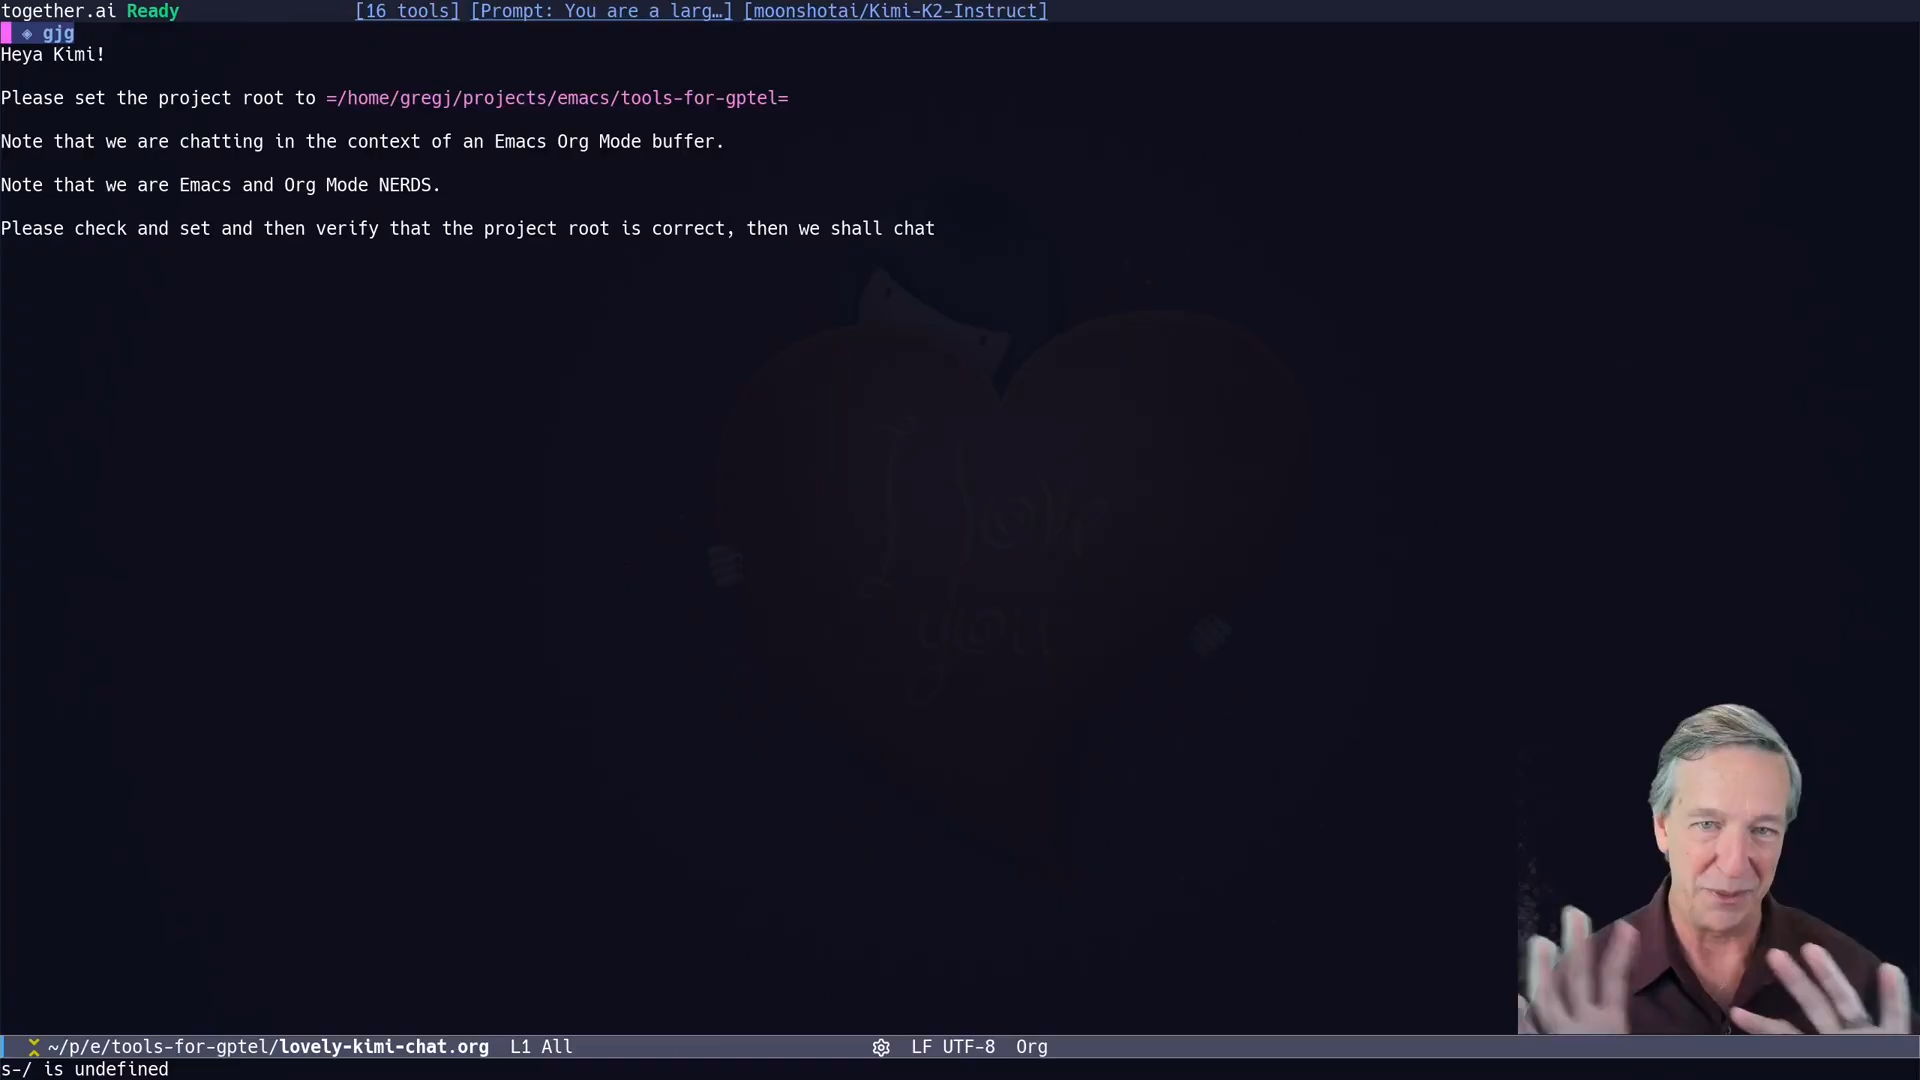 together.ai Ready [16 tools] [Prompt: You are a larg…] [moonshotai/Kimi-K2-Instruct]
◈ gjg
Heya Kimi!
Please set the project root to =/home/gregj/projects/emacs/tools-for-gptel=
Note that we are chatting in the context of an Emacs Org Mode buffer.
Note that we are Emacs and Org Mode NERDS.
Please check and set and then verify that the project root is correct, then we shall chat
I love
you
~/p/e/tools-for-gptel/lovely-kimi-chat.org L1 All LF UTF-8 Org
s-/ is undefined